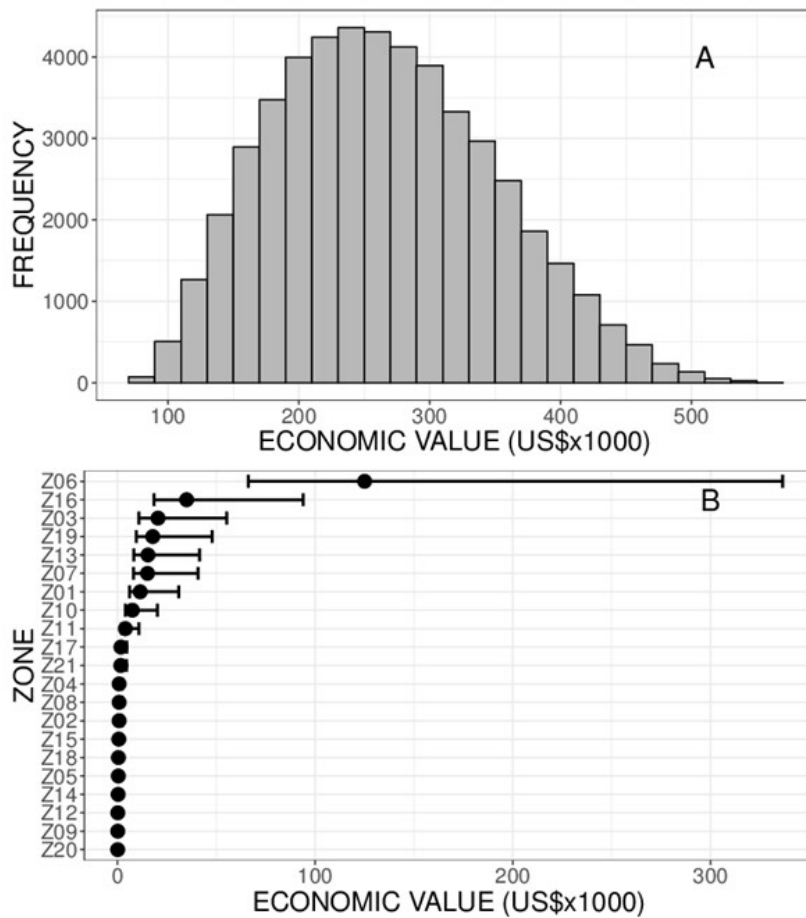 A
FREQUENCY
4000
3000
2000
1000
0
100 200 300 400 500
ECONOMIC VALUE (US$x1000)
B
ZONE
Z06
Z16
Z03
Z19
Z13
Z07
Z01
Z10
Z11
Z17
Z21
Z04
Z08
Z02
Z15
Z18
Z05
Z14
Z12
Z09
Z20
0 100 200 300
ECONOMIC VALUE (US$x1000)